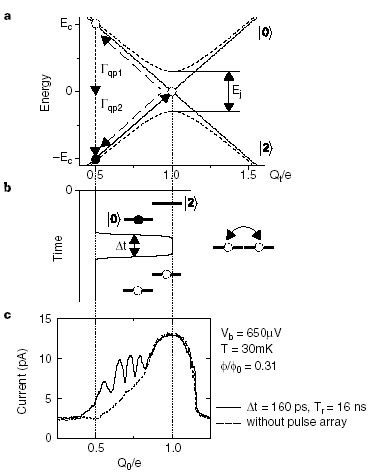 a
E_c
|0⟩
Γ_qp1
Energy
0
E_j
Γ_qp2
−E_c
|2⟩
0.5
1.0
1.5
Q_t/e
b
0
|2⟩
|0⟩
Time
Δt
c
15
10
5
0
Current (pA)
V_b = 650μV
T = 30mK
ϕ/ϕ_0 = 0.31
Δt = 160 ps, T_r = 16 ns
without pulse array
0.5
1.0
Q_0/e